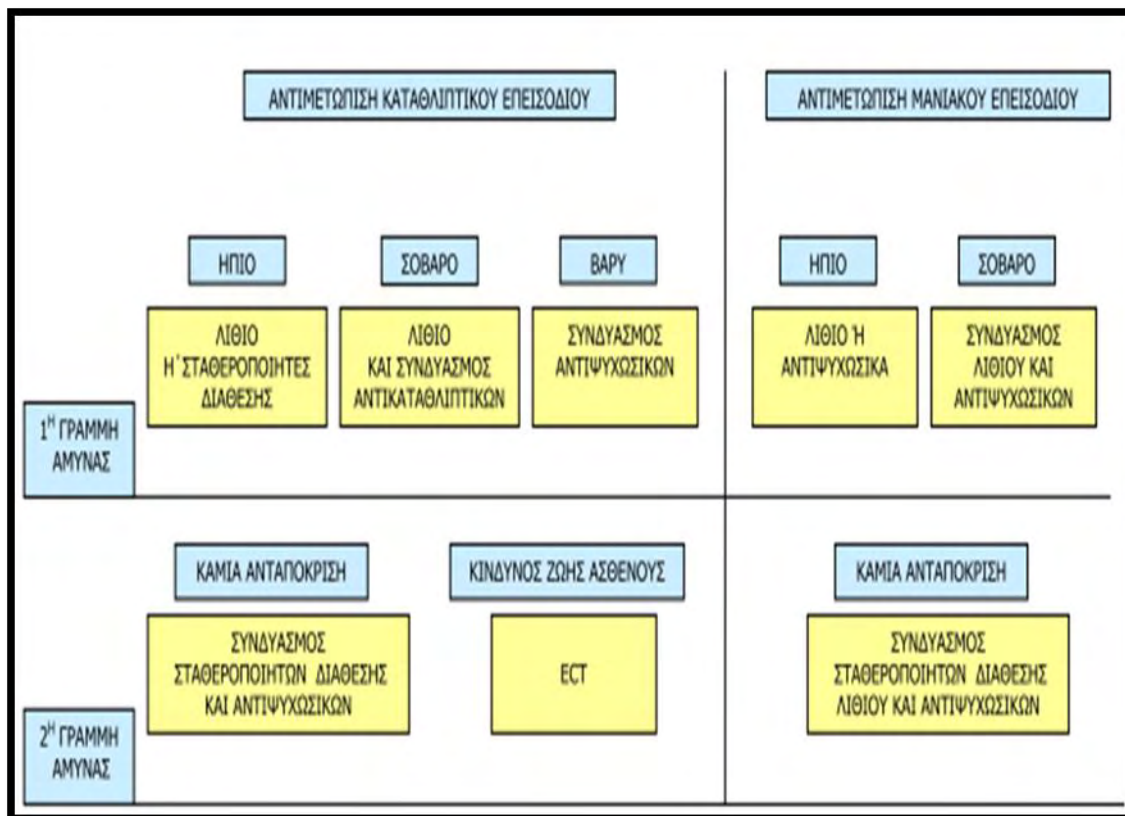 ΑΝΤΙΜΕΤΩΠΙΣΗ ΚΑΤΑΘΛΙΠΤΙΚΟΥ ΕΠΕΙΣΟΔΙΟΥ
ΑΝΤΙΜΕΤΩΠΙΣΗ ΜΑΝΙΑΚΟΥ ΕΠΕΙΣΟΔΙΟΥ
ΗΠΙΟ
ΣΟΒΑΡΟ
ΒΑΡΥ
ΗΠΙΟ
ΣΟΒΑΡΟ
ΛΙΘΙΟ
Η΄ΣΤΑΘΕΡΟΠΟΙΗΤΕΣ
ΔΙΑΘΕΣΗΣ
ΛΙΘΙΟ
ΚΑΙ ΣΥΝΔΥΑΣΜΟΣ
ΑΝΤΙΚΑΤΑΘΛΙΠΤΙΚΩΝ
ΣΥΝΔΥΑΣΜΟΣ
ΑΝΤΙΨΥΧΩΣΙΚΩΝ
ΛΙΘΙΟ Ή
ΑΝΤΙΨΥΧΩΣΙΚΑ
ΣΥΝΔΥΑΣΜΟΣ
ΛΙΘΙΟΥ ΚΑΙ
ΑΝΤΙΨΥΧΩΣΙΚΩΝ
1Η ΓΡΑΜΜΗ
ΑΜΥΝΑΣ
ΚΑΜΙΑ ΑΝΤΑΠΟΚΡΙΣΗ
ΚΙΝΔΥΝΟΣ ΖΩΗΣ ΑΣΘΕΝΟΥΣ
ΚΑΜΙΑ ΑΝΤΑΠΟΚΡΙΣΗ
ΣΥΝΔΥΑΣΜΟΣ
ΣΤΑΘΕΡΟΠΟΙΗΤΩΝ ΔΙΑΘΕΣΗΣ
ΚΑΙ ΑΝΤΙΨΥΧΩΣΙΚΩΝ
ECT
ΣΥΝΔΥΑΣΜΟΣ
ΣΤΑΘΕΡΟΠΟΙΗΤΩΝ ΔΙΑΘΕΣΗΣ
ΛΙΘΙΟΥ ΚΑΙ ΑΝΤΙΨΥΧΩΣΙΚΩΝ
2Η ΓΡΑΜΜΗ
ΑΜΥΝΑΣ